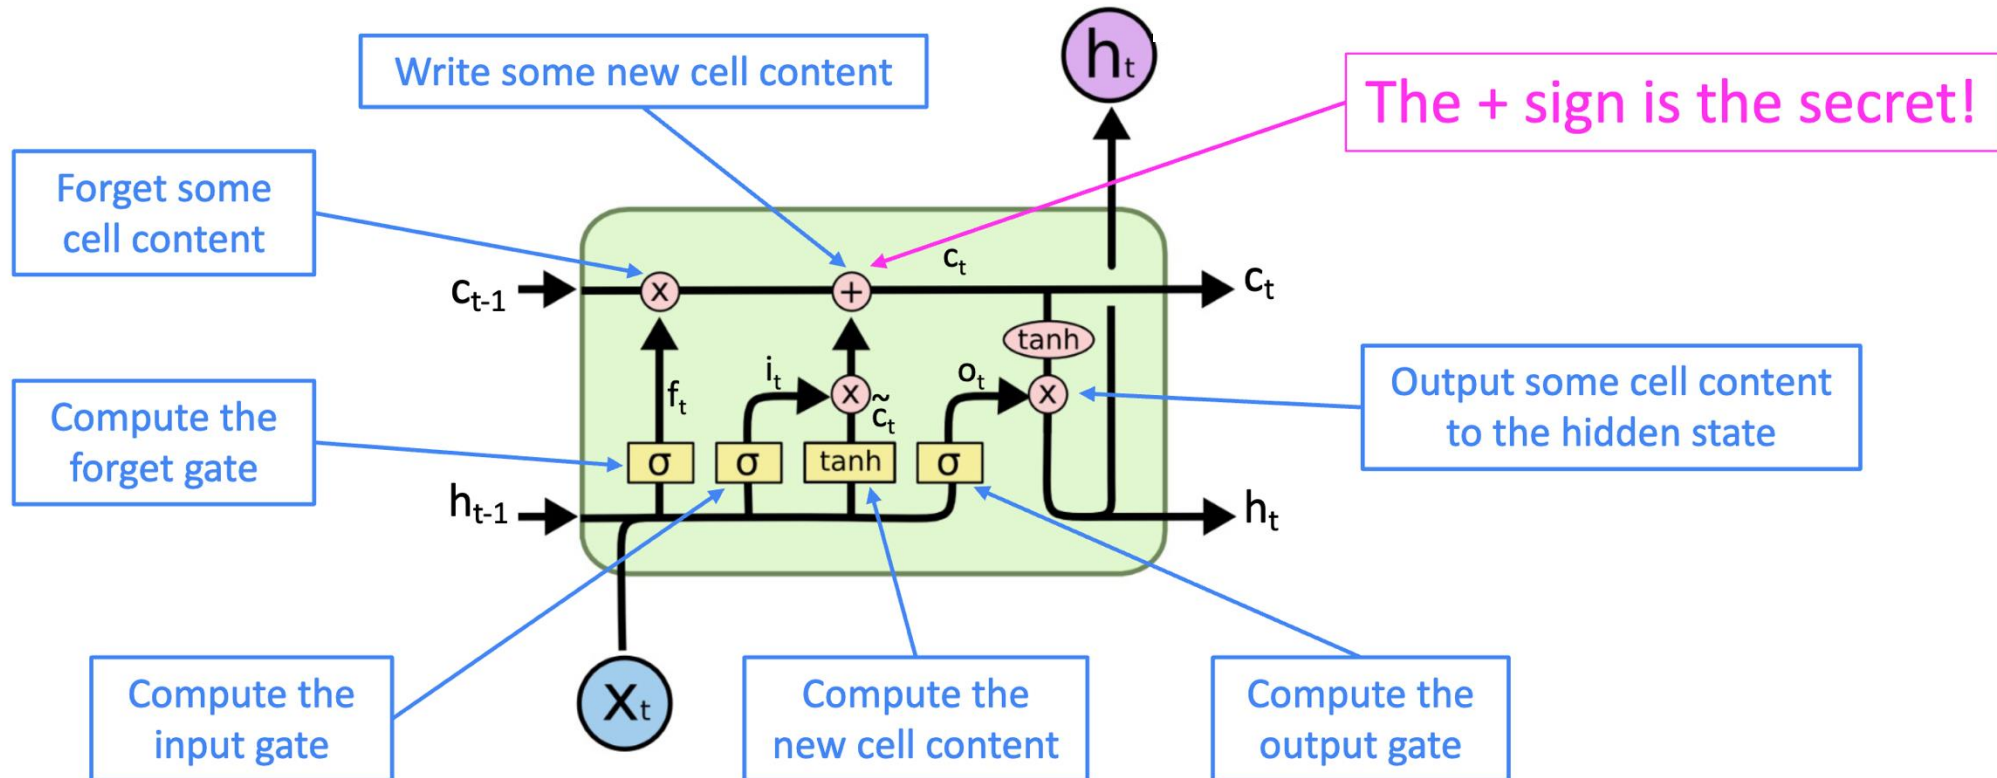 hₜ
Write some new cell content
The + sign is the secret!
Forget some
cell content
cₜ₋₁
x
+
cₜ
cₜ
tanh
fₜ
iₜ
x
c̃ₜ
oₜ
x
Output some cell content
to the hidden state
Compute the
forget gate
σ
σ
tanh
σ
hₜ₋₁
hₜ
Xₜ
Compute the
input gate
Compute the
new cell content
Compute the
output gate